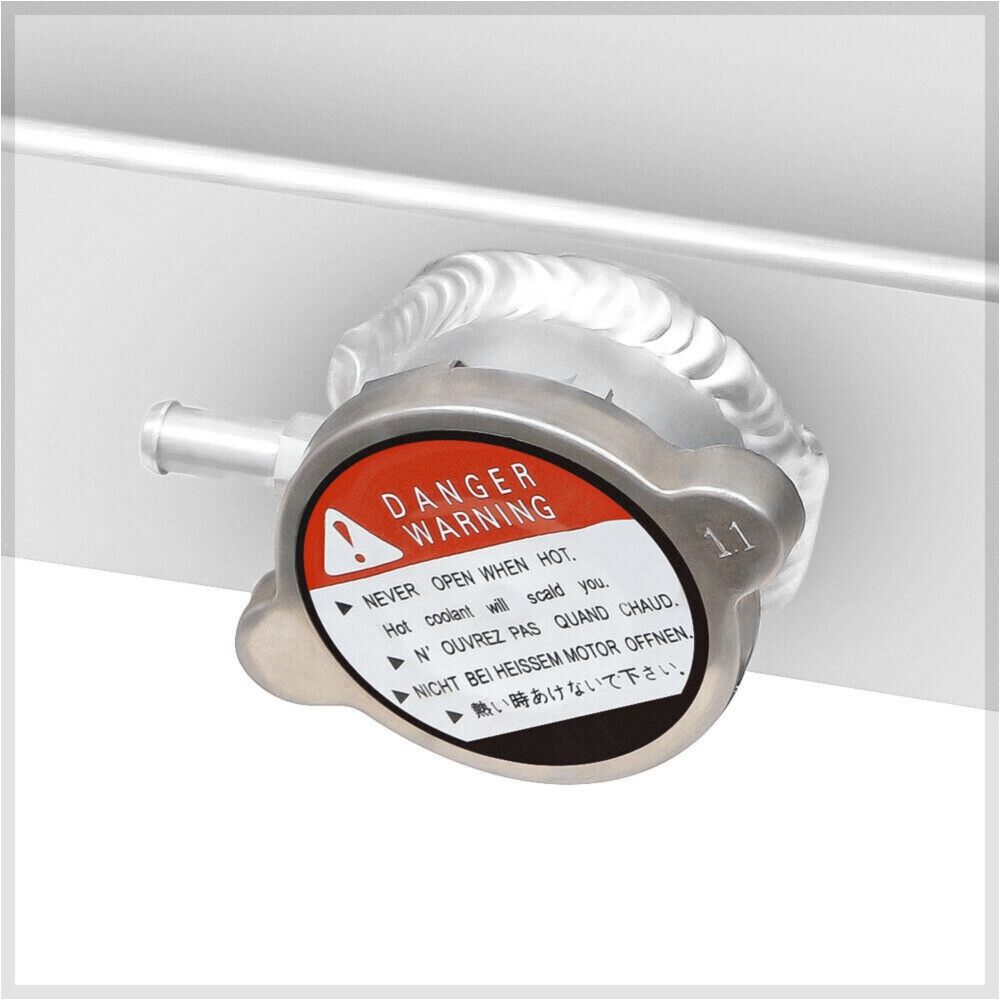 DANGER
WARNING
1.1
▶ NEVER OPEN WHEN HOT.
Hot coolant will scald you.
▶ N' OUVREZ PAS QUAND CHAUD.
▶ NICHT BEI HEISSEM MOTOR OFFNEN.
▶ 熱い時あけないで下さい.